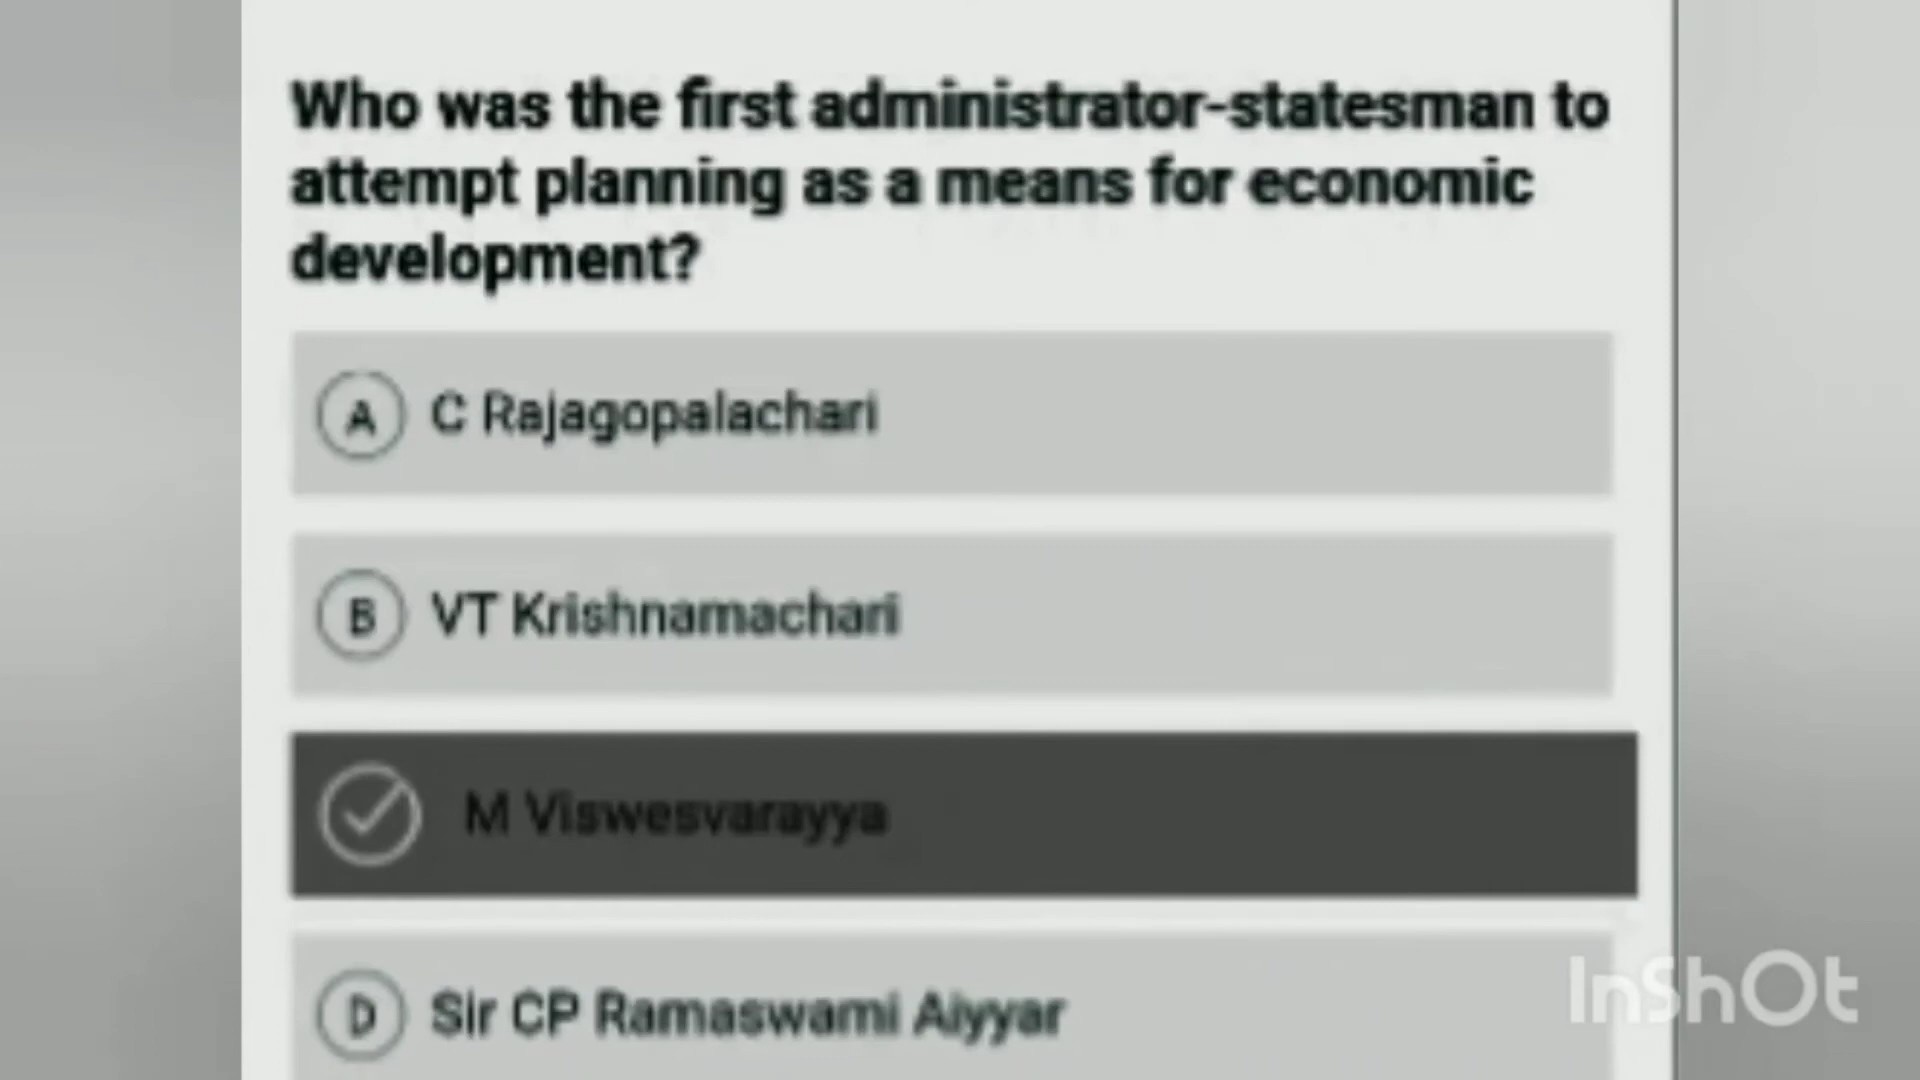 Who was the first administrator-statesman to
attempt planning as a means for economic
development?
A C Rajagopalachari
B VT Krishnamachari
M Viswesvarayya
D Sir CP Ramaswami Aiyyar
InShOt